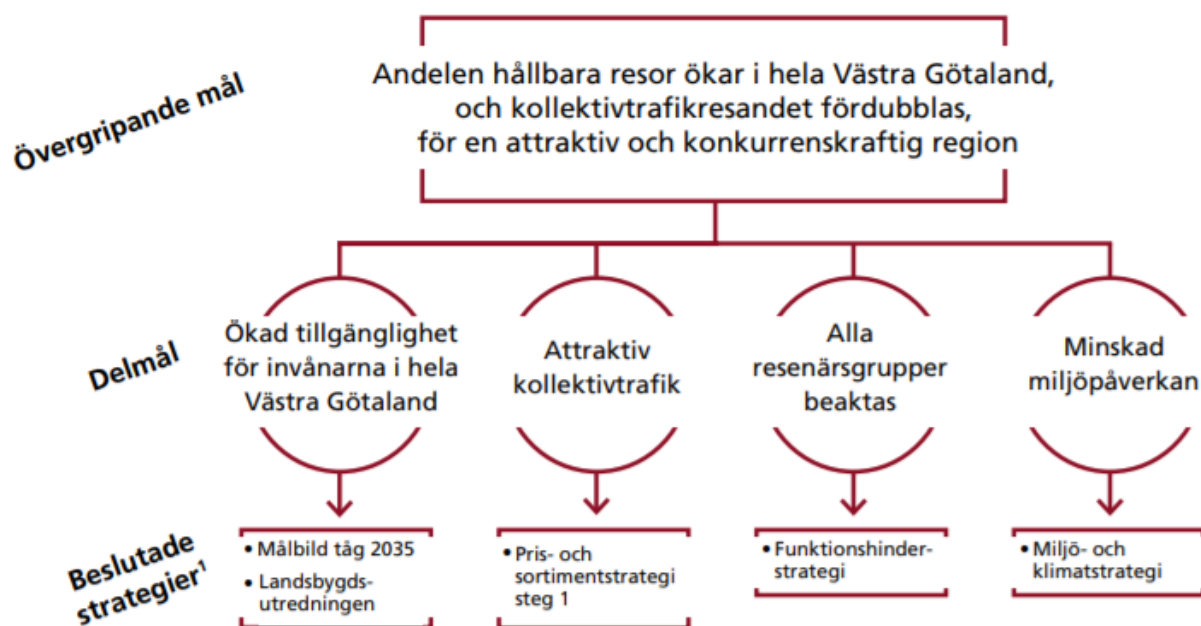 Övergripande mål
Andelen hållbara resor ökar i hela Västra Götaland,
och kollektivtrafikresandet fördubblas,
för en attraktiv och konkurrenskraftig region
Delmål
Ökad tillgänglighet
för invånarna i hela
Västra Götaland
Attraktiv
kollektivtrafik
Alla
resenärsgrupper
beaktas
Minskad
miljöpåverkan
Beslutade
strategier¹
• Målbild tåg 2035
• Landsbygds-
utredningen
• Pris- och
sortimentstrategi
steg 1
• Funktionshinder-
strategi
• Miljö- och
klimatstrategi